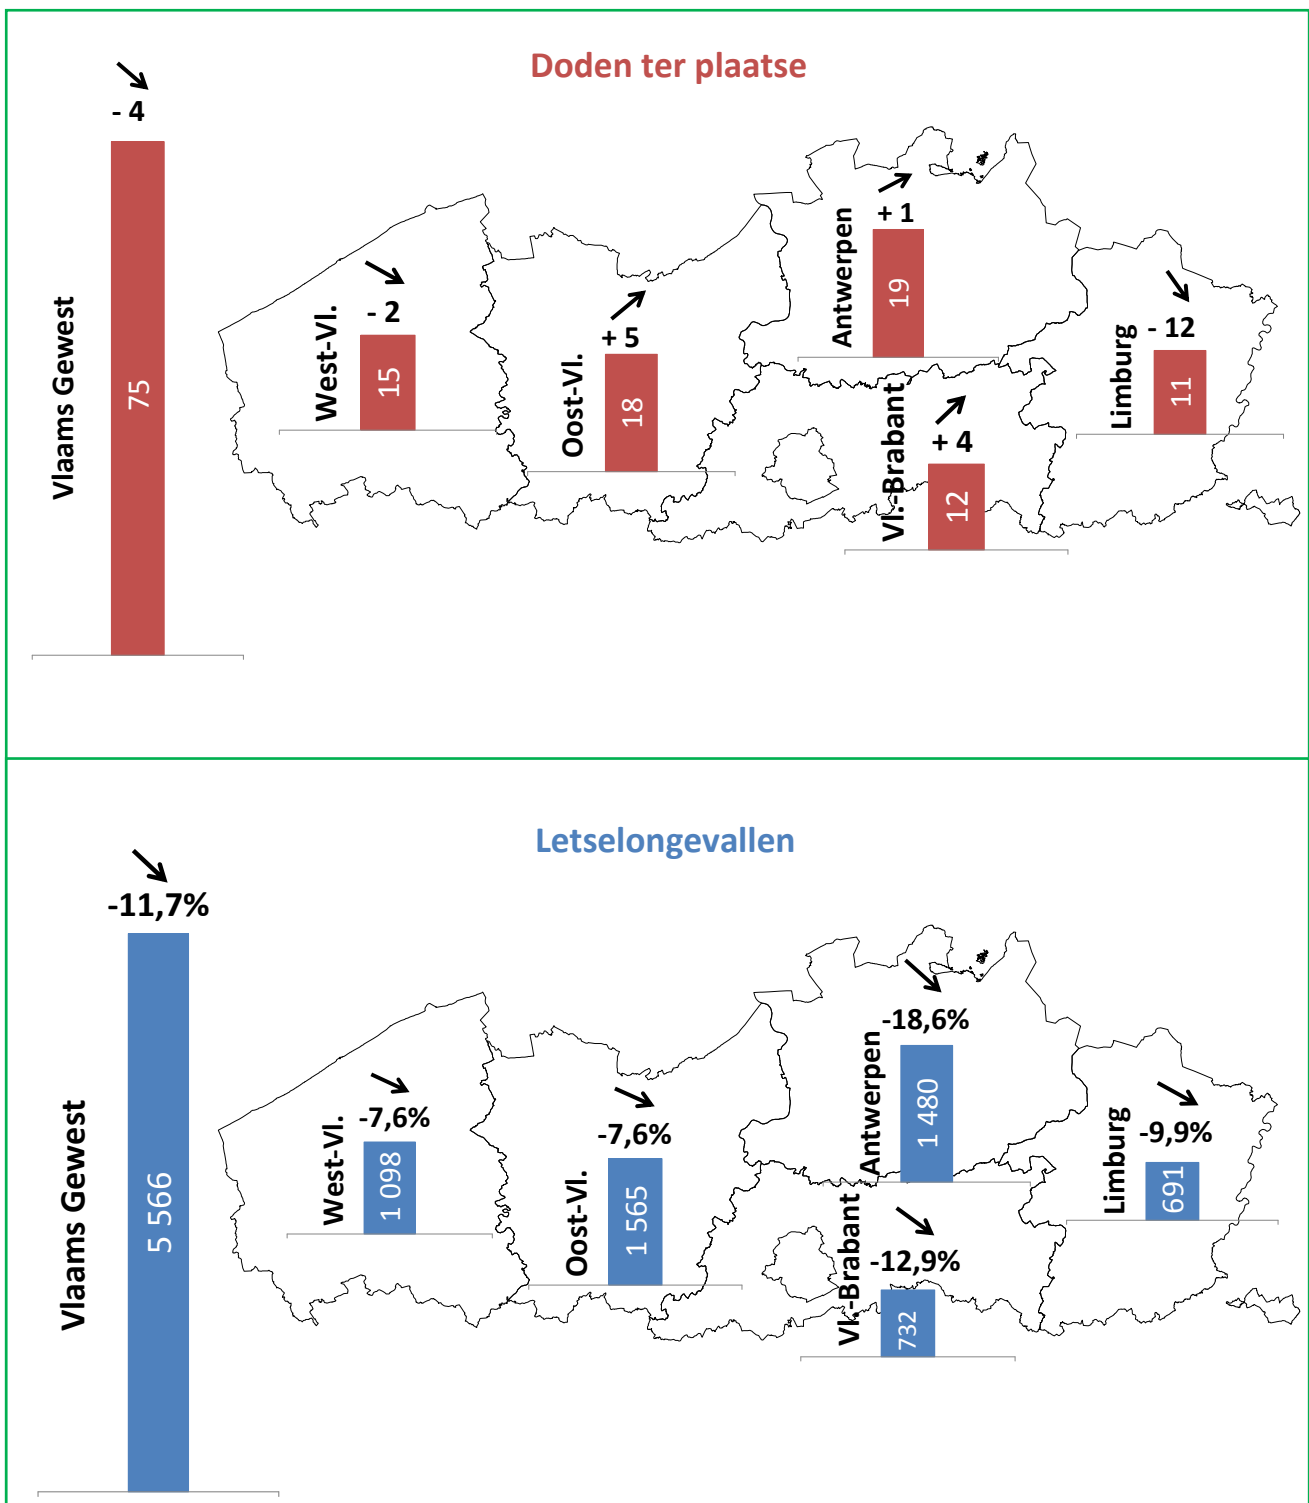 Doden ter plaatse
- 4
Vlaams Gewest
75
West-Vl.
- 2
15
Oost-Vl.
+ 5
18
Antwerpen
+ 1
19
Vl.-Brabant
+ 4
12
Limburg
- 12
11
Letselongevallen
-11,7%
Vlaams Gewest
5 566
West-Vl.
-7,6%
1 098
Oost-Vl.
-7,6%
1 565
Antwerpen
-18,6%
1 480
Vl.-Brabant
-12,9%
732
Limburg
-9,9%
691